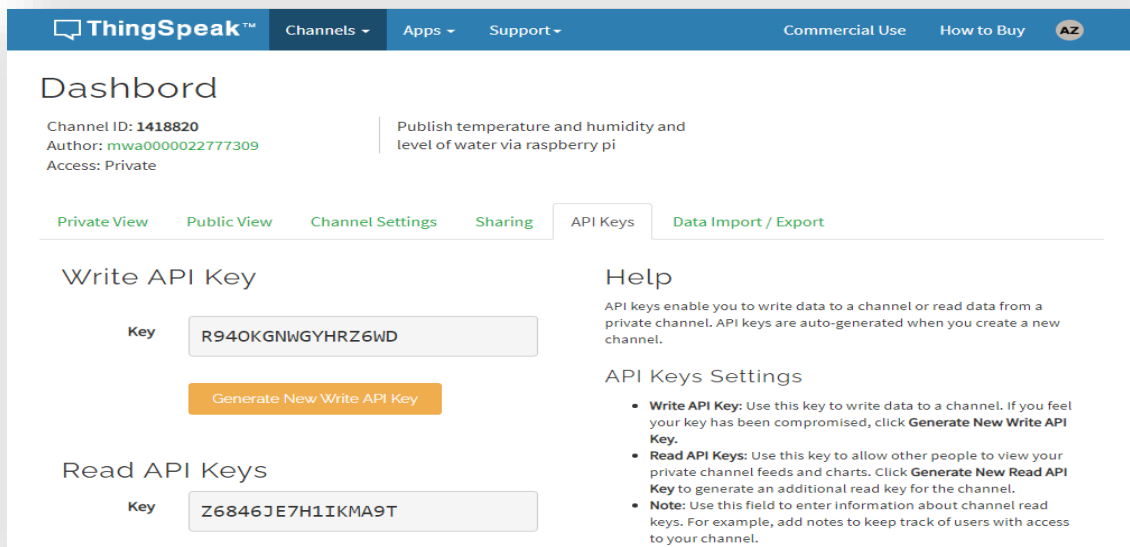 ThingSpeak™ Channels Apps Support Commercial Use How to Buy AZ
Dashbord
Channel ID: 1418820
Author: mwa0000022777309
Access: Private
Publish temperature and humidity and
level of water via raspberry pi
Private View Public View Channel Settings Sharing API Keys Data Import / Export
Write API Key
Key R94OKGNWGYHRZ6WD
Generate New Write API Key
Read API Keys
Key Z6846JE7H1IKMA9T
Help
API keys enable you to write data to a channel or read data from a
private channel. API keys are auto-generated when you create a new
channel.
API Keys Settings
• Write API Key: Use this key to write data to a channel. If you feel
your key has been compromised, click Generate New Write API
Key.
• Read API Keys: Use this key to allow other people to view your
private channel feeds and charts. Click Generate New Read API
Key to generate an additional read key for the channel.
• Note: Use this field to enter information about channel read
keys. For example, add notes to keep track of users with access
to your channel.